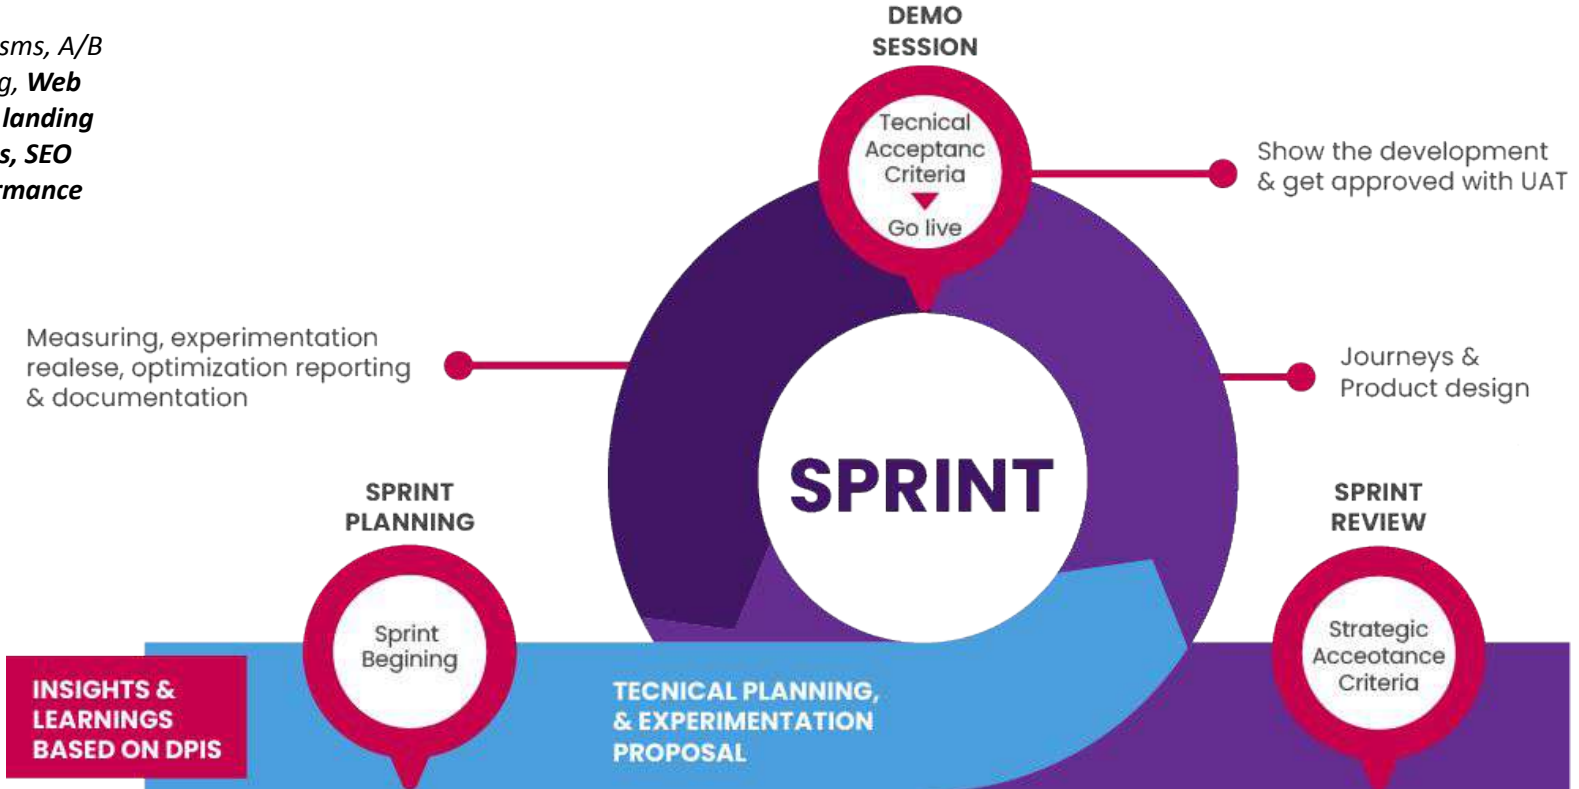 sms, A/B
g, Web
landing
s, SEO
rmance
DEMO
SESSION
Tecnical
Acceptanc
Criteria
Go live
Show the development
& get approved with UAT
Measuring, experimentation
realese, optimization reporting
& documentation
Journeys &
Product design
SPRINT
SPRINT
PLANNING
Sprint
Begining
SPRINT
REVIEW
Strategic
Acceotance
Criteria
INSIGHTS &
LEARNINGS
BASED ON DPIS
TECNICAL PLANNING,
& EXPERIMENTATION
PROPOSAL